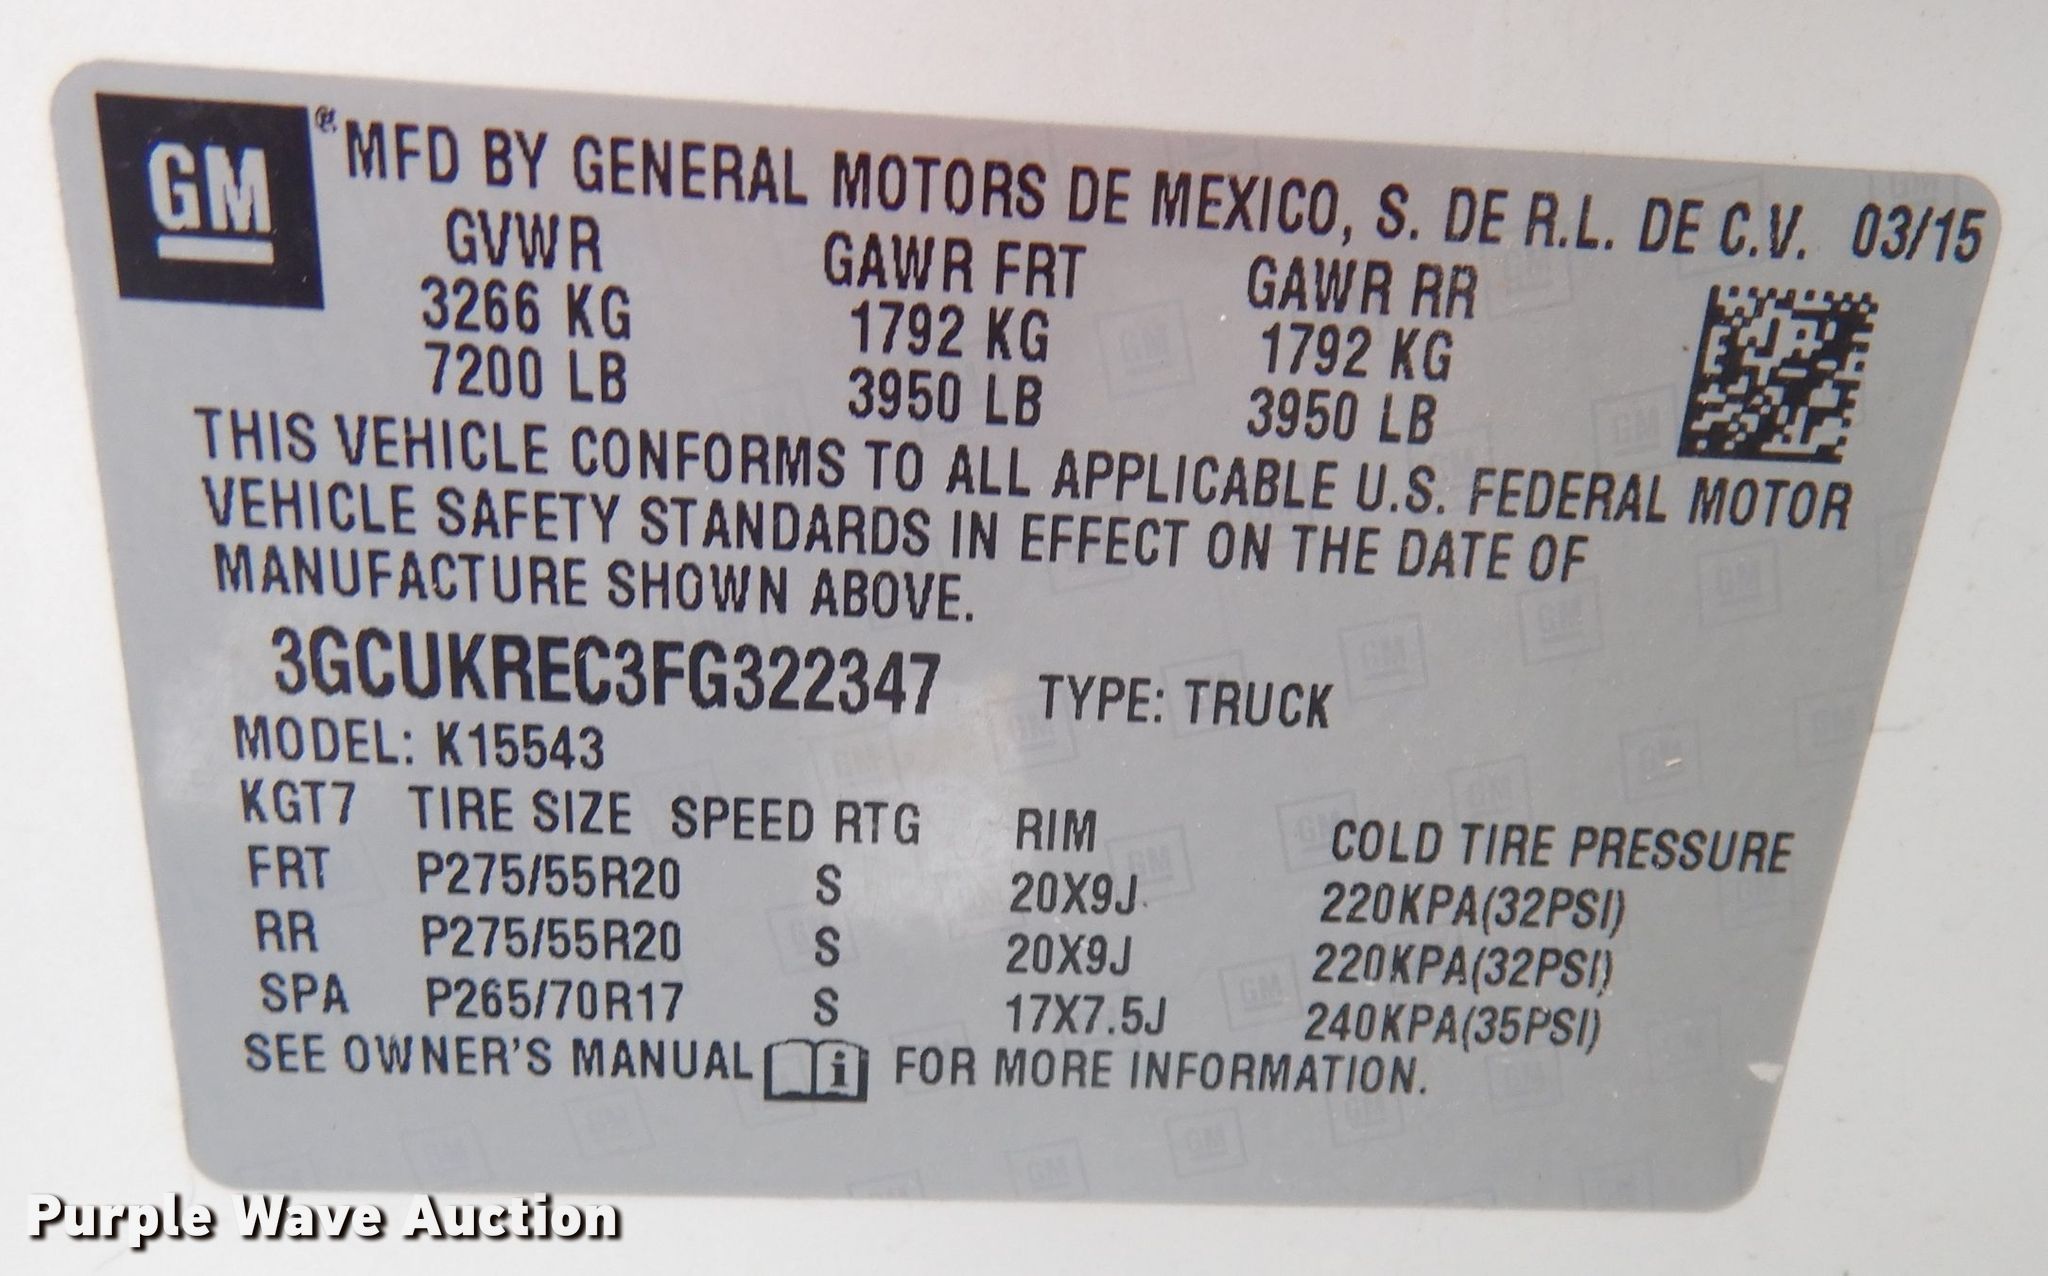 GM® MFD BY GENERAL MOTORS DE MEXICO, S. DE R.L. DE C.V. 03/15
GVWR GAWR FRT GAWR RR
3266 KG 1792 KG 1792 KG
7200 LB 3950 LB 3950 LB
THIS VEHICLE CONFORMS TO ALL APPLICABLE U.S. FEDERAL MOTOR
VEHICLE SAFETY STANDARDS IN EFFECT ON THE DATE OF
MANUFACTURE SHOWN ABOVE.
3GCUKREC3FG322347 TYPE: TRUCK
MODEL: K15543
KGT7 TIRE SIZE SPEED RTG RIM COLD TIRE PRESSURE
FRT P275/55R20 S 20X9J 220KPA(32PSI)
RR P275/55R20 S 20X9J 220KPA(32PSI)
SPA P265/70R17 S 17X7.5J 240KPA(35PSI)
SEE OWNER'S MANUAL i FOR MORE INFORMATION.
Purple Wave Auction